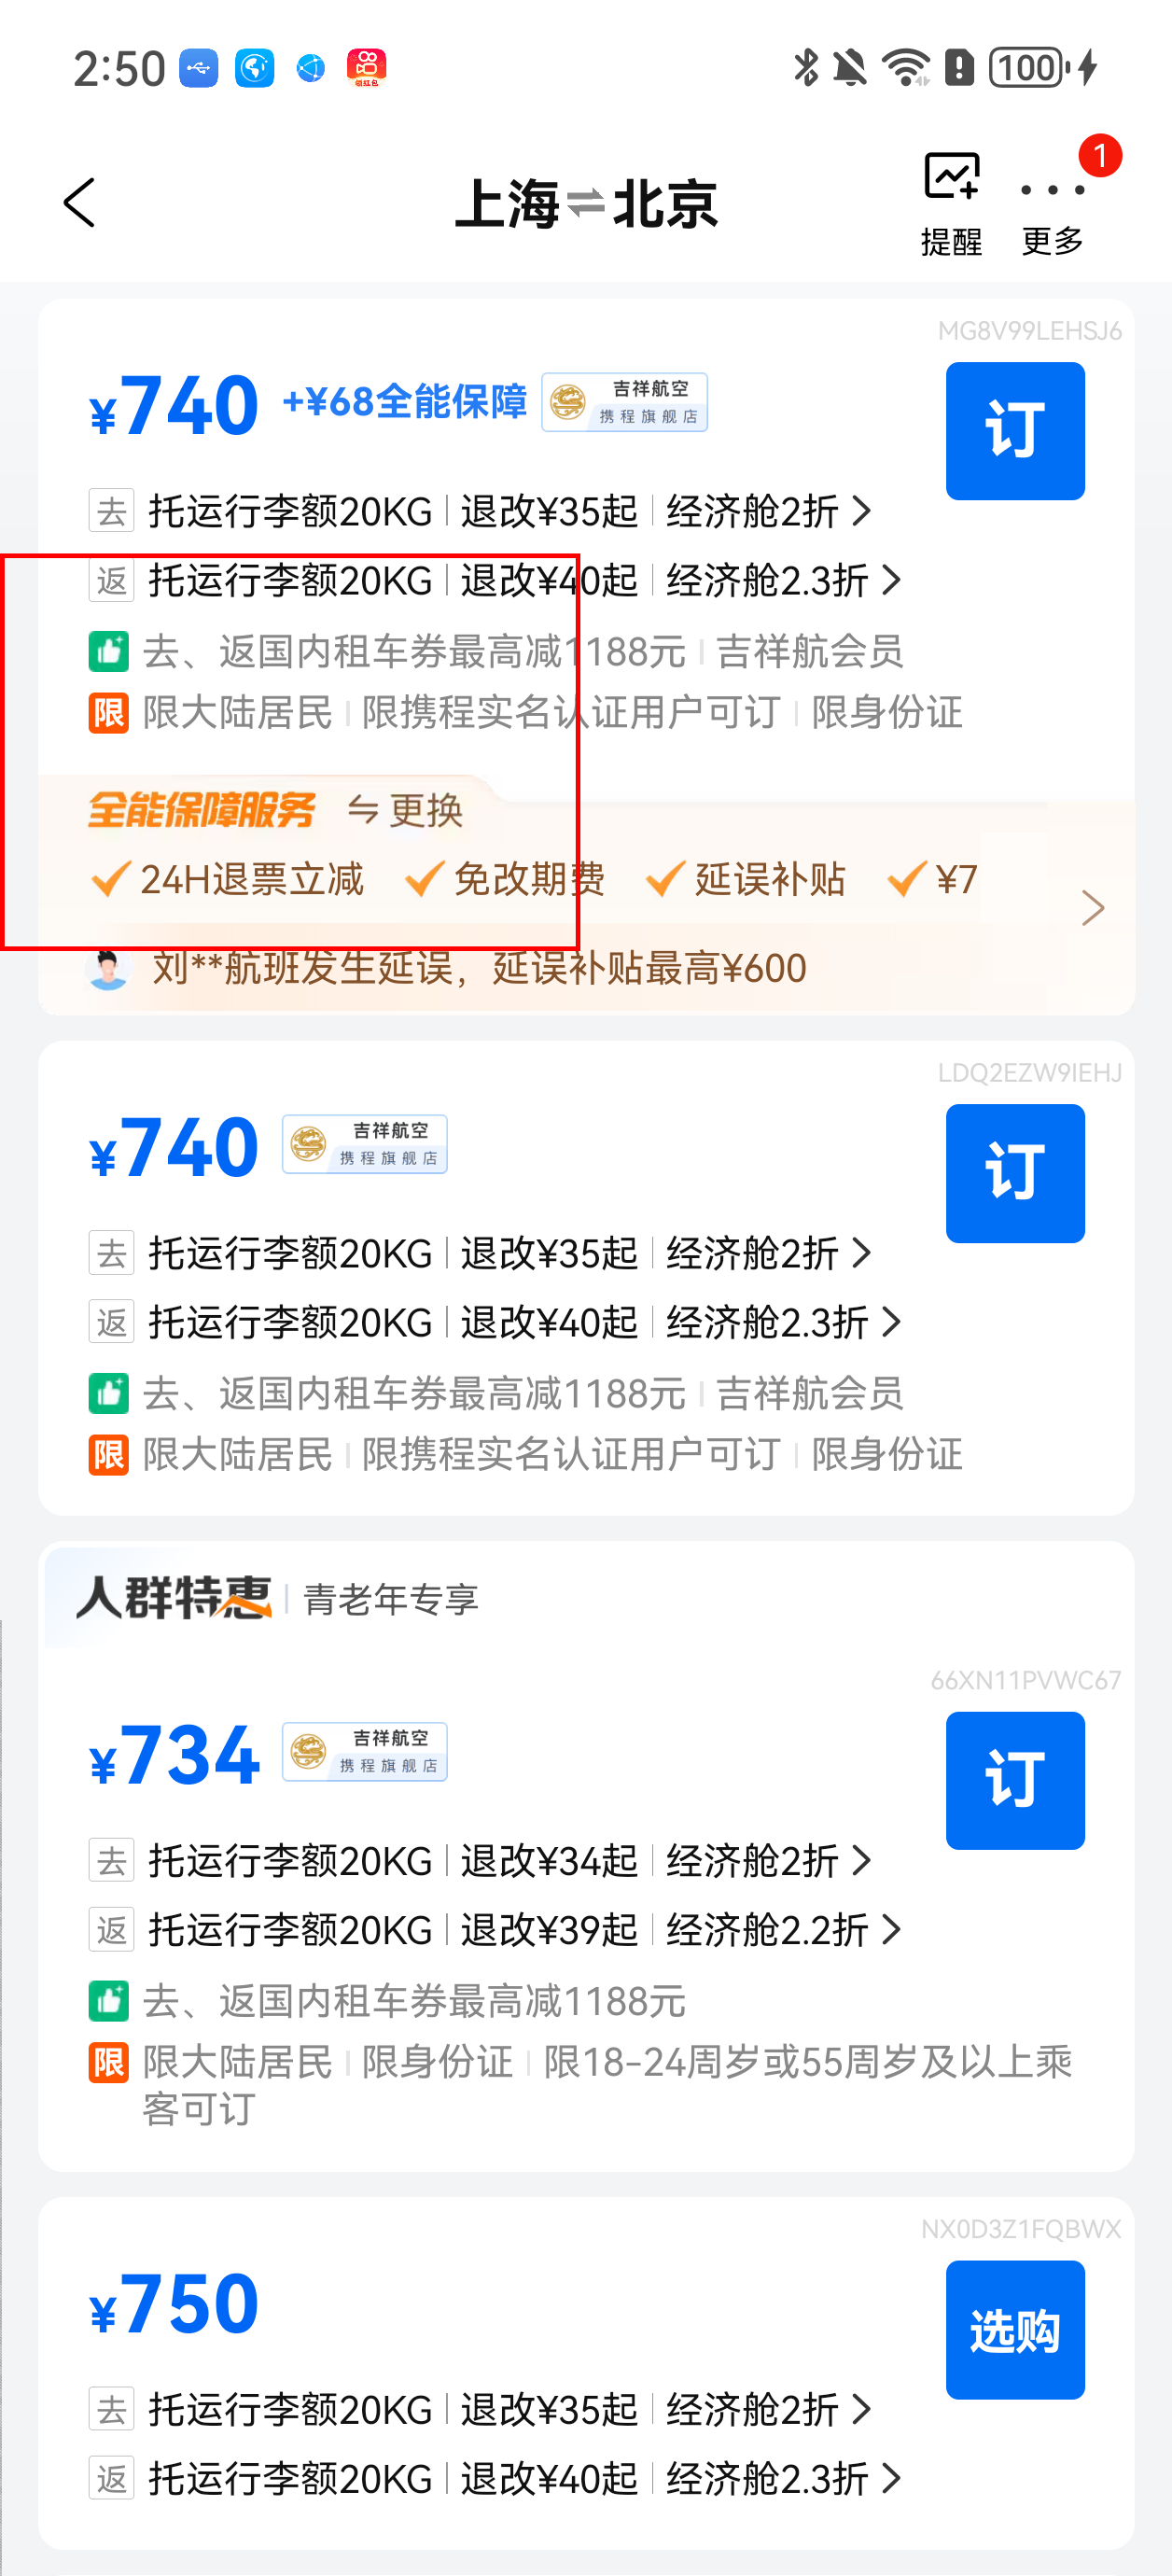 2:50
领红包
100
上海⇌北京
提醒
更多
1
MG8V99LEHSJ6
¥740 +¥68全能保障 吉祥航空 携程旗舰店
订
去 托运行李额20KG | 退改¥35起 | 经济舱2折 >
返 托运行李额20KG | 退改¥40起 | 经济舱2.3折 >
去、返国内租车券最高减1188元 | 吉祥航会员
限 限大陆居民 | 限携程实名认证用户可订 | 限身份证
全能保障服务 ⇋ 更换
24H退票立减 免改期费 延误补贴 ¥7
刘**航班发生延误，延误补贴最高¥600
LDQ2EZW9IEHJ
¥740 吉祥航空 携程旗舰店
订
去 托运行李额20KG | 退改¥35起 | 经济舱2折 >
返 托运行李额20KG | 退改¥40起 | 经济舱2.3折 >
去、返国内租车券最高减1188元 | 吉祥航会员
限 限大陆居民 | 限携程实名认证用户可订 | 限身份证
人群特惠 | 青老年专享
66XN11PVWC67
¥734 吉祥航空 携程旗舰店
订
去 托运行李额20KG | 退改¥34起 | 经济舱2折 >
返 托运行李额20KG | 退改¥39起 | 经济舱2.2折 >
去、返国内租车券最高减1188元
限 限大陆居民 | 限身份证 | 限18-24周岁或55周岁及以上乘
客可订
NX0D3Z1FQBWX
¥750
选购
去 托运行李额20KG | 退改¥35起 | 经济舱2折 >
返 托运行李额20KG | 退改¥40起 | 经济舱2.3折 >